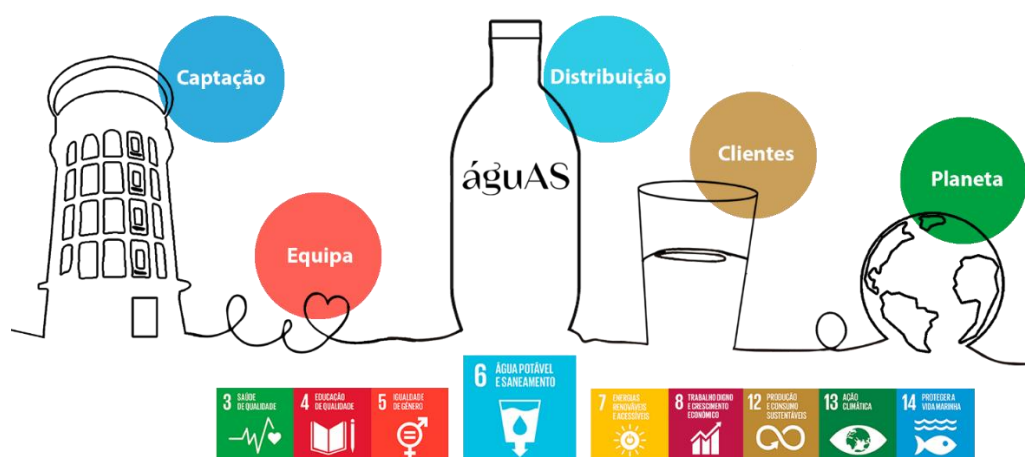 Captação
Distribuição
Clientes
Planeta
Equipa
águAS
3 SAÚDE
DE QUALIDADE
4 EDUCAÇÃO
DE QUALIDADE
5 IGUALDADE
DE GÉNERO
6 ÁGUA POTÁVEL
E SANEAMENTO
7 ENERGIAS
RENOVÁVEIS
E ACESSÍVEIS
8 TRABALHO DIGNO
E CRESCIMENTO
ECONÓMICO
12 PRODUÇÃO
E CONSUMO
SUSTENTÁVEIS
13 AÇÃO
CLIMÁTICA
14 PROTEGER A
VIDA MARINHA